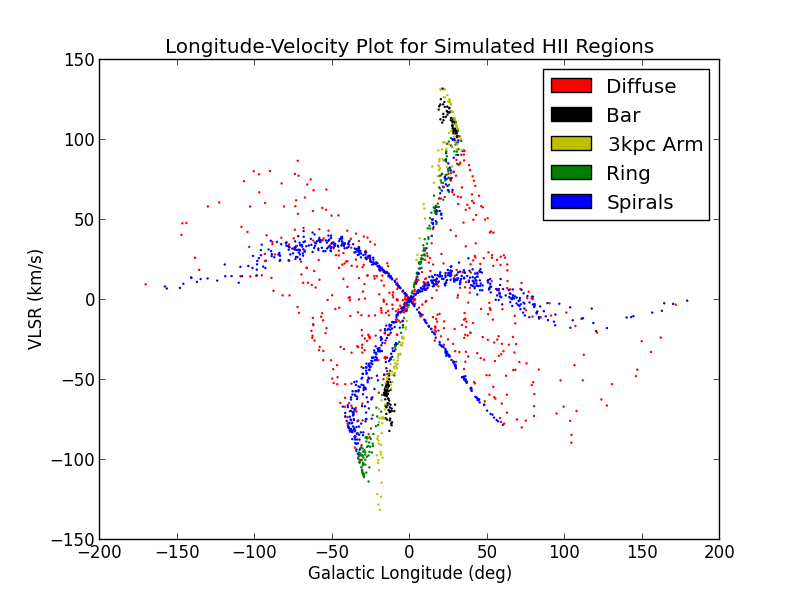 Longitude-Velocity Plot for Simulated HII Regions
VLSR (km/s)
150
100
50
0
−50
−100
−150
Diffuse
Bar
3kpc Arm
Ring
Spirals
−200
−150
−100
−50
0
50
100
150
200
Galactic Longitude (deg)